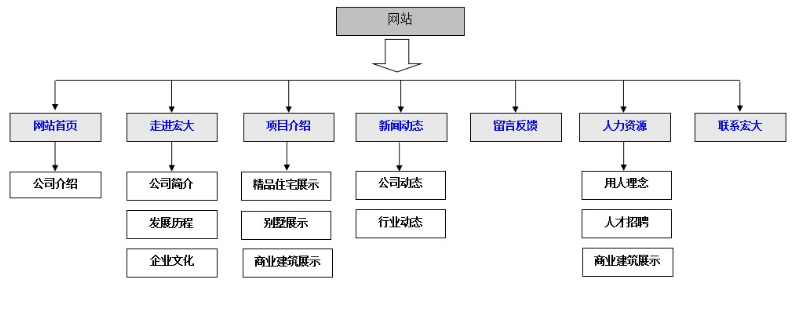 网站
网站首页
走进宏大
项目介绍
新闻动态
留言反馈
人力资源
联系宏大
公司介绍
公司简介
精品住宅展示
公司动态
用人理念
发展历程
别墅展示
行业动态
人才招聘
企业文化
商业建筑展示
商业建筑展示